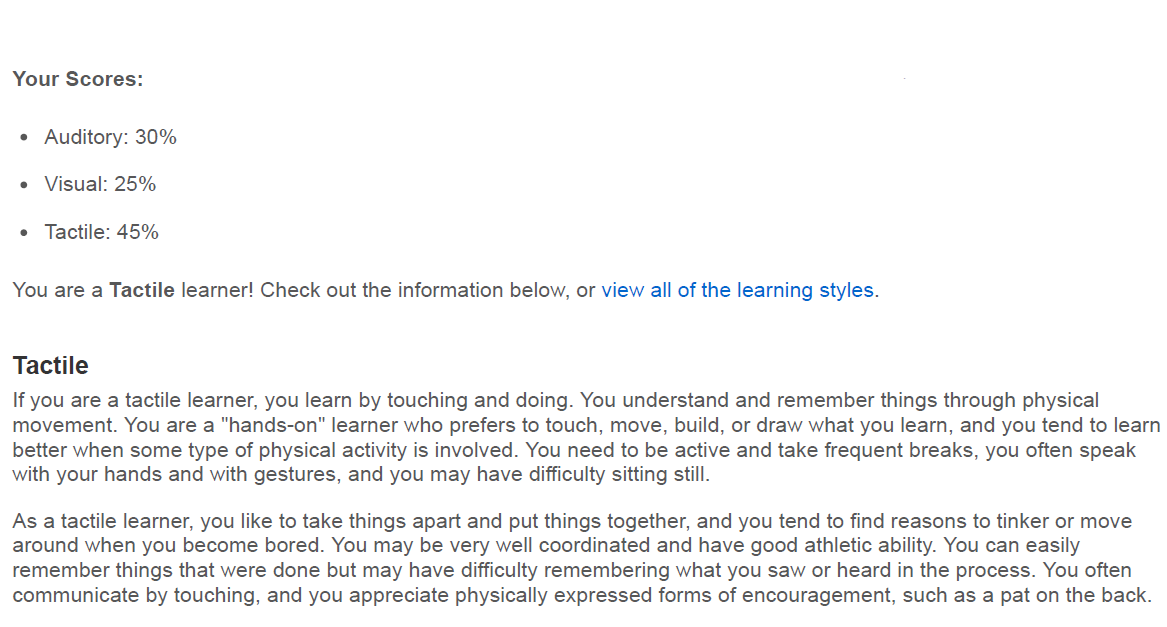 Your Scores:
• Auditory: 30%
• Visual: 25%
• Tactile: 45%
You are a Tactile learner! Check out the information below, or view all of the learning styles.
Tactile
If you are a tactile learner, you learn by touching and doing. You understand and remember things through physical
movement. You are a "hands-on" learner who prefers to touch, move, build, or draw what you learn, and you tend to learn
better when some type of physical activity is involved. You need to be active and take frequent breaks, you often speak
with your hands and with gestures, and you may have difficulty sitting still.
As a tactile learner, you like to take things apart and put things together, and you tend to find reasons to tinker or move
around when you become bored. You may be very well coordinated and have good athletic ability. You can easily
remember things that were done but may have difficulty remembering what you saw or heard in the process. You often
communicate by touching, and you appreciate physically expressed forms of encouragement, such as a pat on the back.